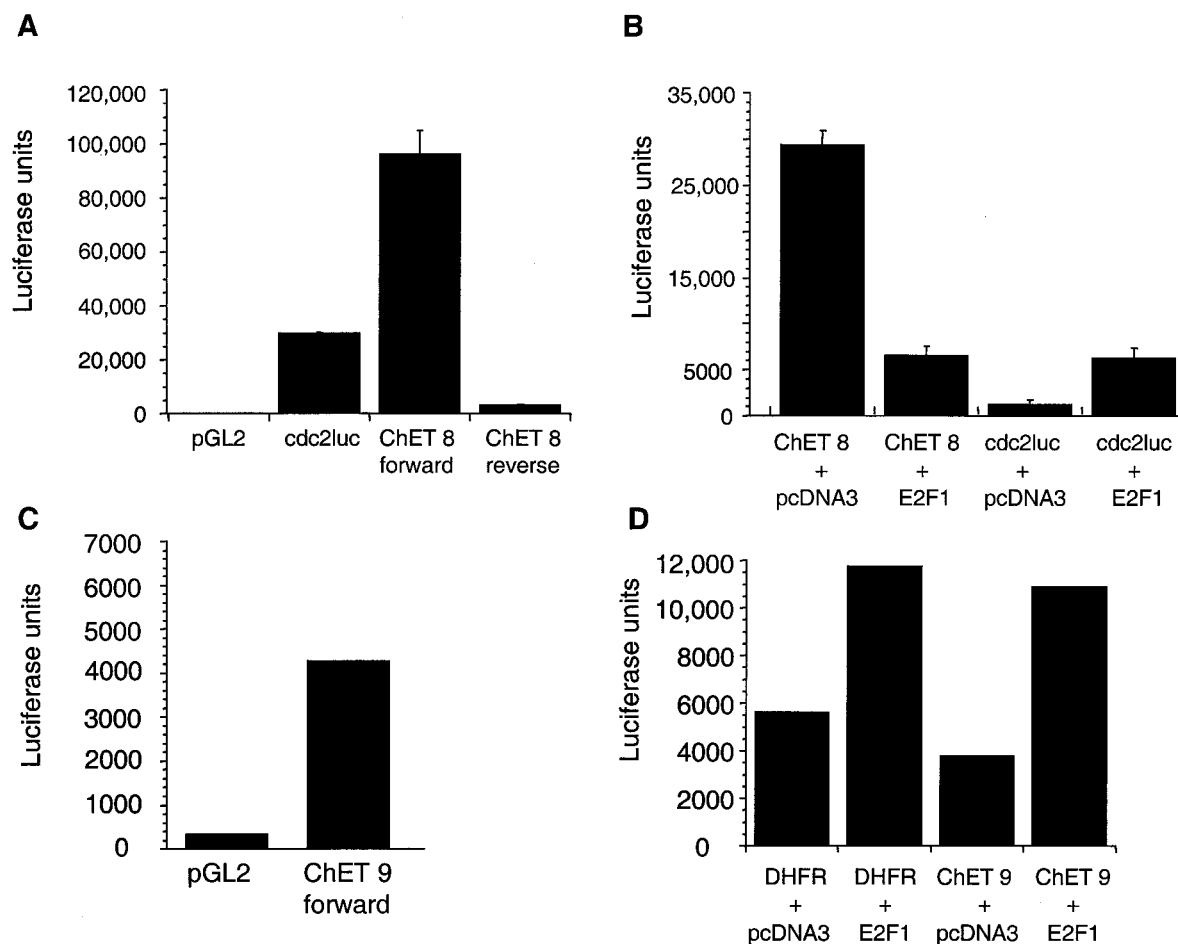 A
Luciferase units
120,000
100,000
80,000
60,000
40,000
20,000
0
pGL2
cdc2luc
ChET 8
forward
ChET 8
reverse
B
Luciferase units
35,000
25,000
15,000
5000
0
ChET 8
+
pcDNA3
ChET 8
+
E2F1
cdc2luc
+
pcDNA3
cdc2luc
+
E2F1
C
Luciferase units
7000
6000
5000
4000
3000
2000
1000
0
pGL2
ChET 9
forward
D
Luciferase units
12,000
10,000
8000
6000
4000
2000
0
DHFR
+
pcDNA3
DHFR
+
E2F1
ChET 9
+
pcDNA3
ChET 9
+
E2F1